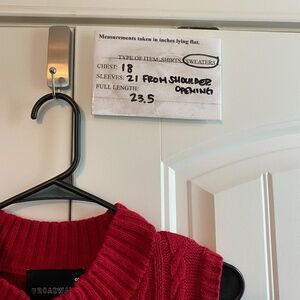 Measurements taken in inches lying flat.
TYPE OF ITEM: SHIRTS, SWEATERS
CHEST: 18
SLEEVES: 21 FROM SHOULDER
OPENING
FULL LENGTH:
23.5
BROADWAY